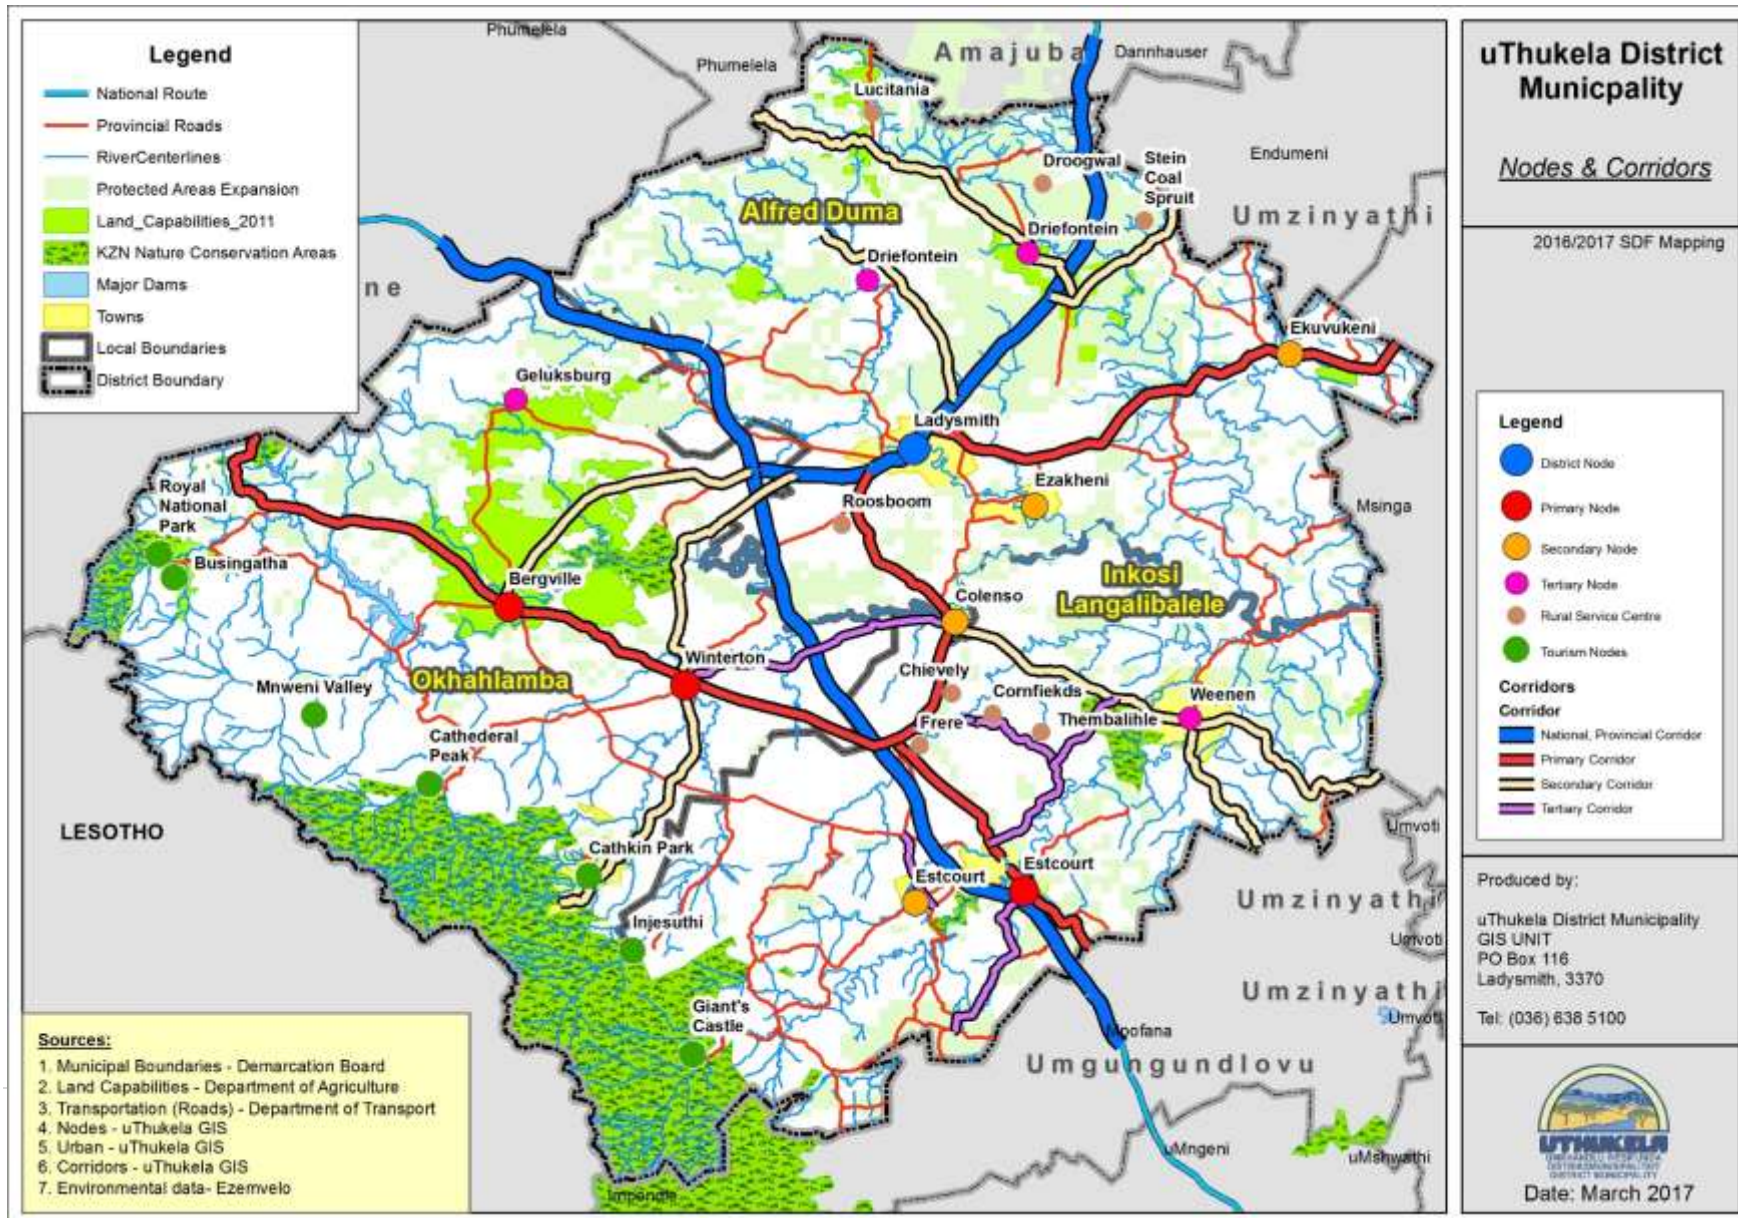 Legend
National Route
Provincial Roads
RiverCenterlines
Protected Areas Expansion
Land_Capabilities_2011
KZN Nature Conservation Areas
Major Dams
Towns
Local Boundaries
District Boundary
Phumelela
Phumelela
Amajuba
Dannhauser
Lucitania
Droogwal
Stein
Coal
Spruit
Endumeni
Umzinyathi
Alfred Duma
Driefontein
Driefontein
ne
Ekuvukeni
Geluksburg
Ladysmith
Ezakheni
Roosboom
Msinga
Royal
National
Park
Busingatha
Bergville
Inkosi
Langalibalele
Colenso
Winterton
Okhahlamba
Chievely
Cornfiekds
Weenen
Mnweni Valley
Frere
Thembalihle
Cathederal
Peak
LESOTHO
Umvoti
Cathkin Park
Estcourt
Estcourt
Umzinyathi
Injesuthi
Umvoti
Umzinyathi
Giant's
Castle
Umvoti
Moofana
Umgungundlovu
uMngeni
uMshwathi
Impendle
Sources:
1. Municipal Boundaries - Demarcation Board
2. Land Capabilities - Department of Agriculture
3. Transportation (Roads) - Department of Transport
4. Nodes - uThukela GIS
5. Urban - uThukela GIS
6. Corridors - uThukela GIS
7. Environmental data- Ezemvelo
uThukela District
Municpality
Nodes & Corridors
2016/2017 SDF Mapping
Legend
District Node
Primary Node
Secondary Node
Tertiary Node
Rural Service Centre
Tourism Nodes
Corridors
Corridor
National, Provincial Corridor
Primary Corridor
Secondary Corridor
Tertiary Corridor
Produced by:
uThukela District Municipality
GIS UNIT
PO Box 116
Ladysmith, 3370
Tel: (036) 638 5100
UTHUKELA
DISTRICT MUNICIPALITY
Date: March 2017